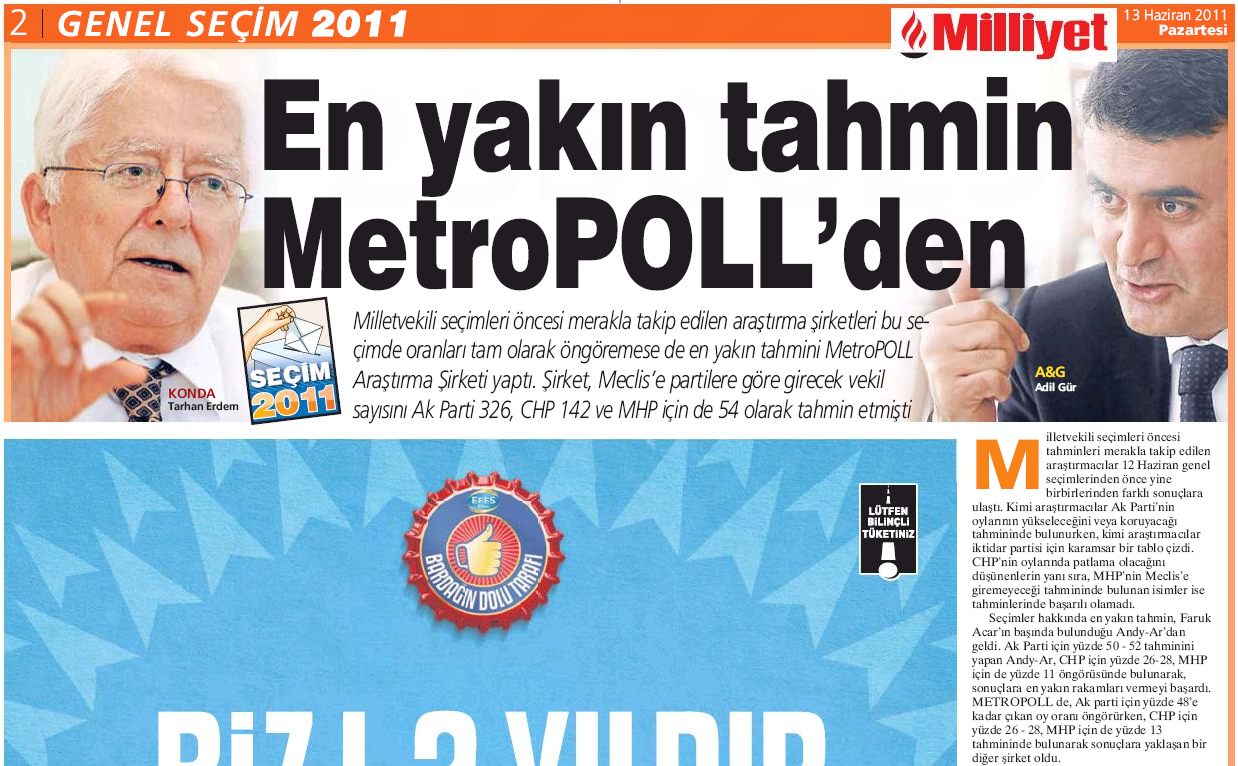 2 GENEL SEÇİM 2011
Milliyet
13 Haziran 2011
Pazartesi
En yakın tahmin
MetroPOLL’den
KONDA
Tarhan Erdem
SEÇİM
2011
Milletvekili seçimleri öncesi merakla takip edilen araştırma şirketleri bu se-
çimde oranları tam olarak öngöremese de en yakın tahmini MetroPOLL
Araştırma Şirketi yaptı. Şirket, Meclis’e partilere göre girecek vekil
sayısını Ak Parti 326, CHP 142 ve MHP için de 54 olarak tahmin etmişti
A&G
Adil Gür
EFES
BARDAĞIN DOLU TARAFI
LÜTFEN
BİLİNÇLİ
TÜKETİNİZ
Milletvekili seçimleri öncesi
tahminleri merakla takip edilen
araştırmacılar 12 Haziran genel
seçimlerinden önce yine
birbirlerinden farklı sonuçlara
ulaştı. Kimi araştırmacılar Ak Parti’nin
oylarının yükseleceğini veya koruyacağı
tahmininde bulunurken, kimi araştırmacılar
iktidar partisi için karamsar bir tablo çizdi.
CHP’nin oylarında patlama olacağını
düşünenlerin yanı sıra, MHP’nin Meclis’e
giremeyeceği tahmininde bulunan isimler ise
tahminlerinde başarılı olamadı.
Seçimler hakkında en yakın tahmin, Faruk
Acar’ın başında bulunduğu Andy-Ar’dan
geldi. Ak Parti için yüzde 50 - 52 tahminini
yapan Andy-Ar, CHP için yüzde 26-28, MHP
için de yüzde 11 öngörüsünde bulunarak,
sonuçlara en yakın rakamları vermeyi başardı.
METROPOLL de, Ak parti için yüzde 48’e
kadar çıkan oy oranı öngörürken, CHP için
yüzde 26 - 28, MHP için de yüzde 13
tahmininde bulunarak sonuçlara yaklaşan bir
diğer şirket oldu.